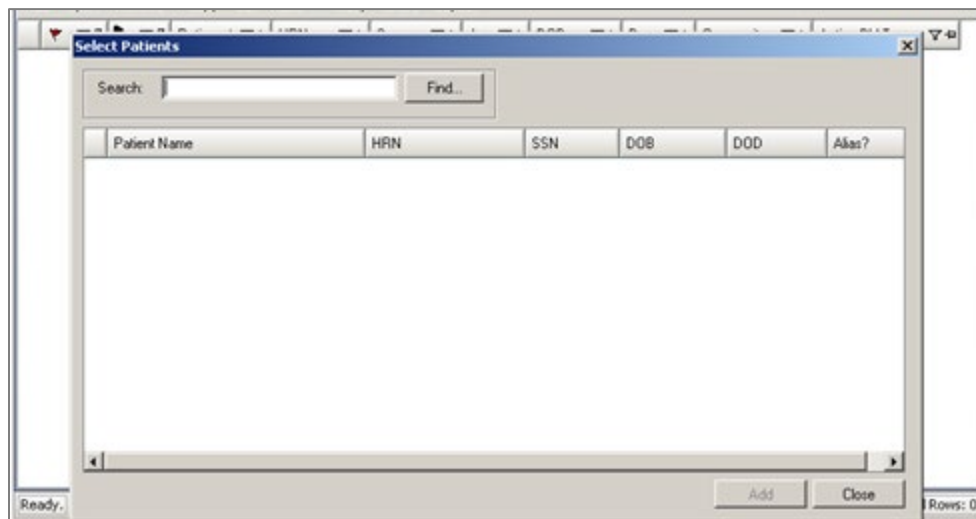 Select Patients
Search: Find...
Patient Name HRN SSN DOB DOD Alias?
Add Close
Ready. Rows: 0